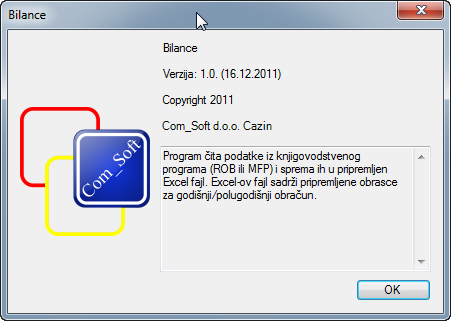 Bilance
Bilance
Verzija: 1.0. (16.12.2011)
Copyright 2011
Com_Soft d.o.o. Cazin
Com_Soft
Program čita podatke iz knjigovodstvenog
programa (ROB ili MFP) i sprema ih u pripremljen
Excel fajl. Excel-ov fajl sadrži pripremljene obrasce
za godišnji/polugodišnji obračun.
OK